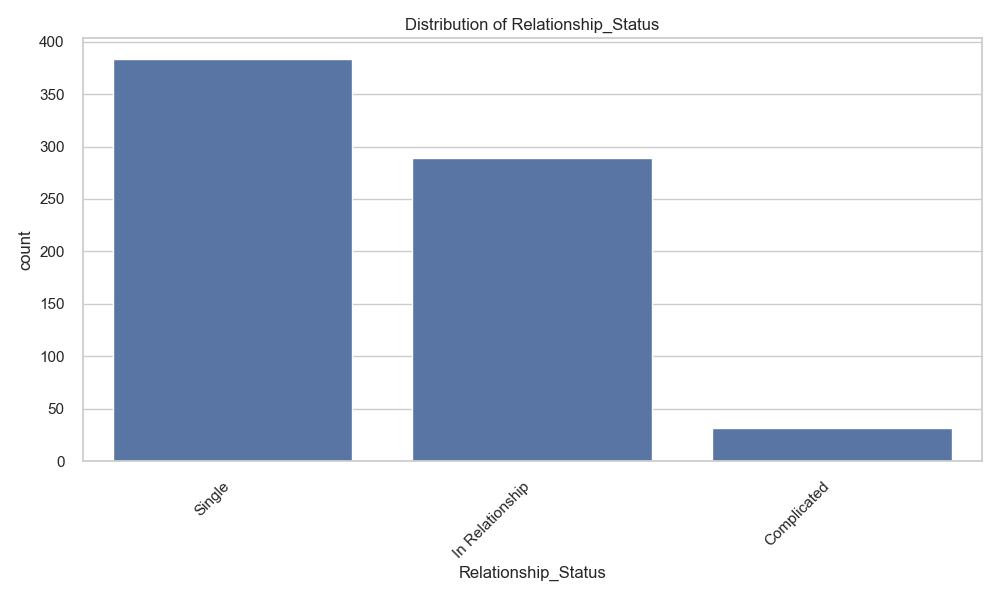 Distribution of Relationship_Status
400
350
300
250
200
150
100
50
0
count
Single
In Relationship
Complicated
Relationship_Status